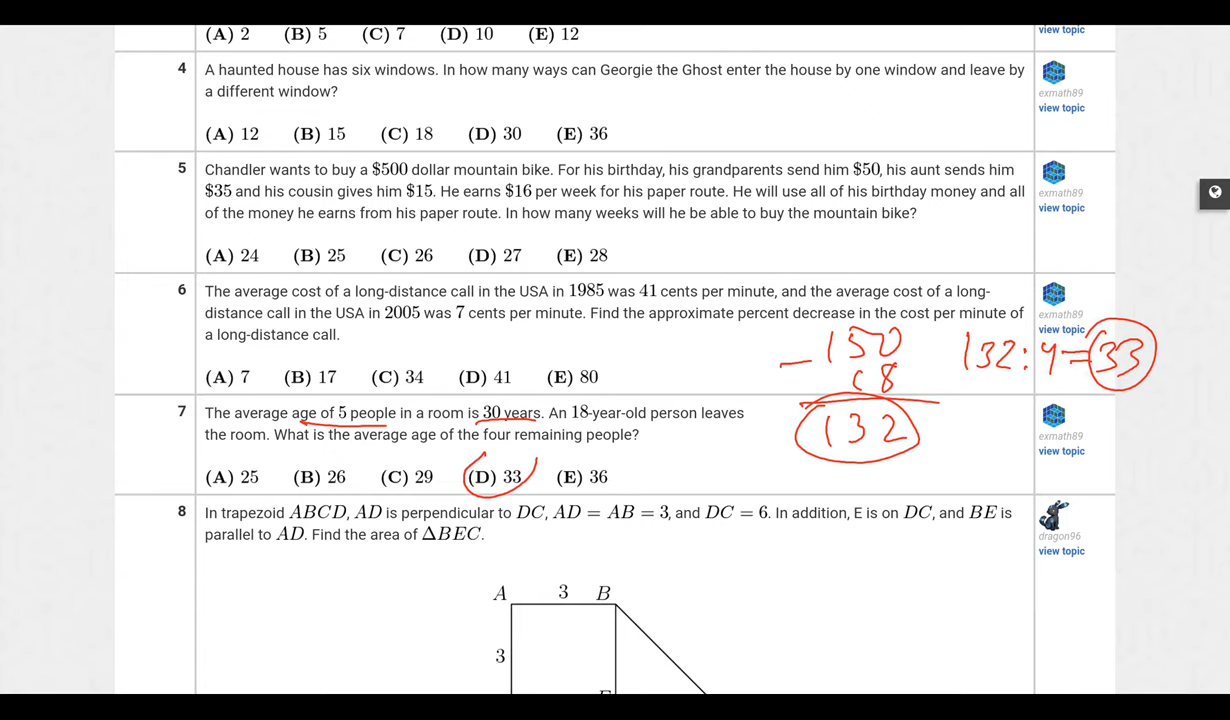 (A) 2 (B) 5 (C) 7 (D) 10 (E) 12
view topic
4 A haunted house has six windows. In how many ways can Georgie the Ghost enter the house by one window and leave by
a different window?
exmath89
view topic
(A) 12 (B) 15 (C) 18 (D) 30 (E) 36
5 Chandler wants to buy a $500 dollar mountain bike. For his birthday, his grandparents send him $50, his aunt sends him
$35 and his cousin gives him $15. He earns $16 per week for his paper route. He will use all of his birthday money and all
of the money he earns from his paper route. In how many weeks will he be able to buy the mountain bike?
exmath89
view topic
(A) 24 (B) 25 (C) 26 (D) 27 (E) 28
6 The average cost of a long-distance call in the USA in 1985 was 41 cents per minute, and the average cost of a long-
distance call in the USA in 2005 was 7 cents per minute. Find the approximate percent decrease in the cost per minute of
a long-distance call.
exmath89
view topic
(A) 7 (B) 17 (C) 34 (D) 41 (E) 80
− 150
18
132
132 : 4 = 33
7 The average age of 5 people in a room is 30 years. An 18-year-old person leaves
the room. What is the average age of the four remaining people?
exmath89
view topic
(A) 25 (B) 26 (C) 29 (D) 33 (E) 36
8 In trapezoid ABCD, AD is perpendicular to DC, AD = AB = 3, and DC = 6. In addition, E is on DC, and BE is
parallel to AD. Find the area of ΔBEC.
dragon96
view topic
A 3 B
3